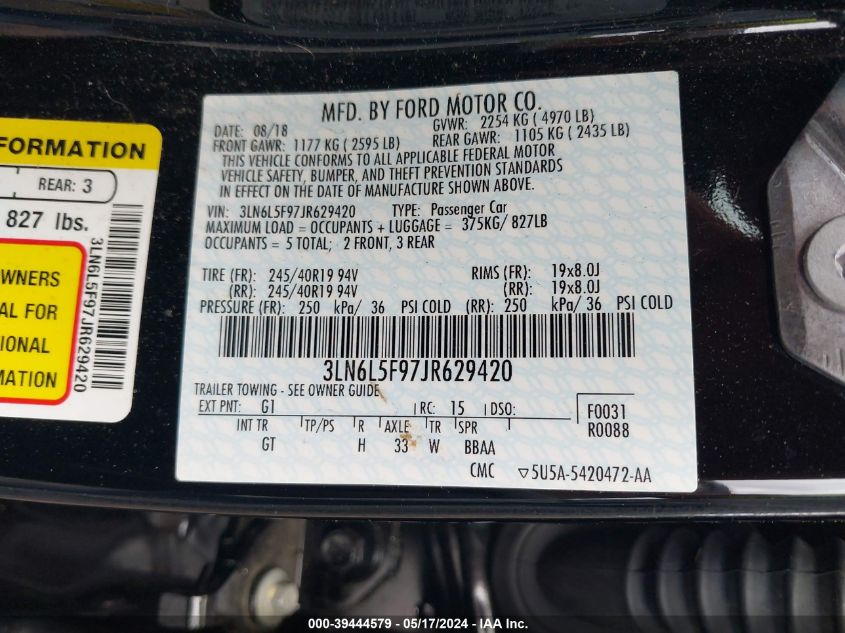 FORMATION
REAR: 3
827 lbs.
OWNERS
AL FOR
IONAL
MATION
3LN6L5F97JR629420
MFD. BY FORD MOTOR CO.
DATE: 08/18 GVWR: 2254 KG ( 4970 LB)
FRONT GAWR: 1177 KG ( 2595 LB) REAR GAWR: 1105 KG ( 2435 LB)
THIS VEHICLE CONFORMS TO ALL APPLICABLE FEDERAL MOTOR
VEHICLE SAFETY, BUMPER, AND THEFT PREVENTION STANDARDS
IN EFFECT ON THE DATE OF MANUFACTURE SHOWN ABOVE.
VIN: 3LN6L5F97JR629420 TYPE: Passenger Car
MAXIMUM LOAD = OCCUPANTS + LUGGAGE = 375KG/ 827LB
OCCUPANTS = 5 TOTAL; 2 FRONT, 3 REAR
TIRE (FR): 245/40R19 94V RIMS (FR): 19x8.0J
(RR): 245/40R19 94V (RR): 19x8.0J
PRESSURE (FR): 250 kPa/ 36 PSI COLD (RR): 250 kPa/ 36 PSI COLD
3LN6L5F97JR629420
TRAILER TOWING - SEE OWNER GUIDE
EXT PNT: G1 RC: 15 DSO: F0031
INT TR TP/PS R AXLE TR SPR R0088
GT H 33 W BBAA
CMC ▽5U5A-5420472-AA
000-39444579 — 05/17/2024 — IAA Inc.